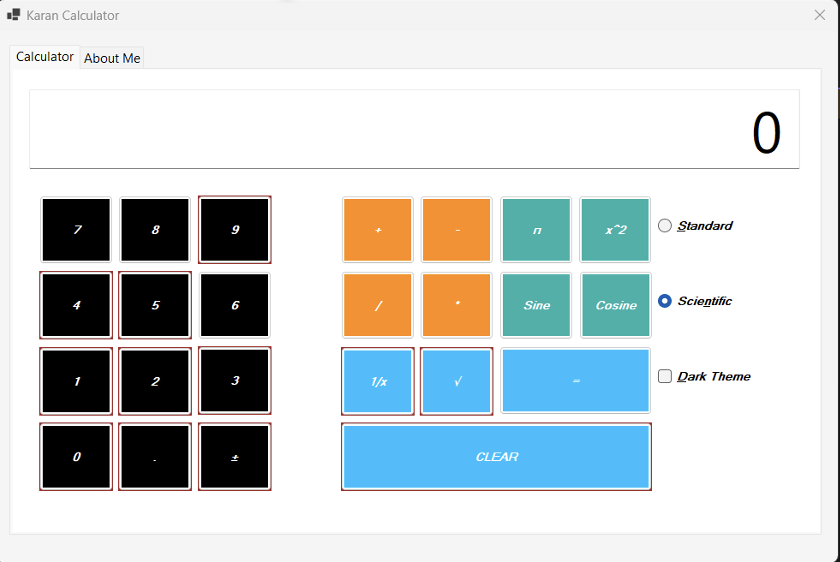 Karan Calculator
Calculator About Me
0
7 8 9 + - π x^2 Standard
4 5 6 / * Sine Cosine Scientific
1 2 3 1/x √ = Dark Theme
0 . ± CLEAR